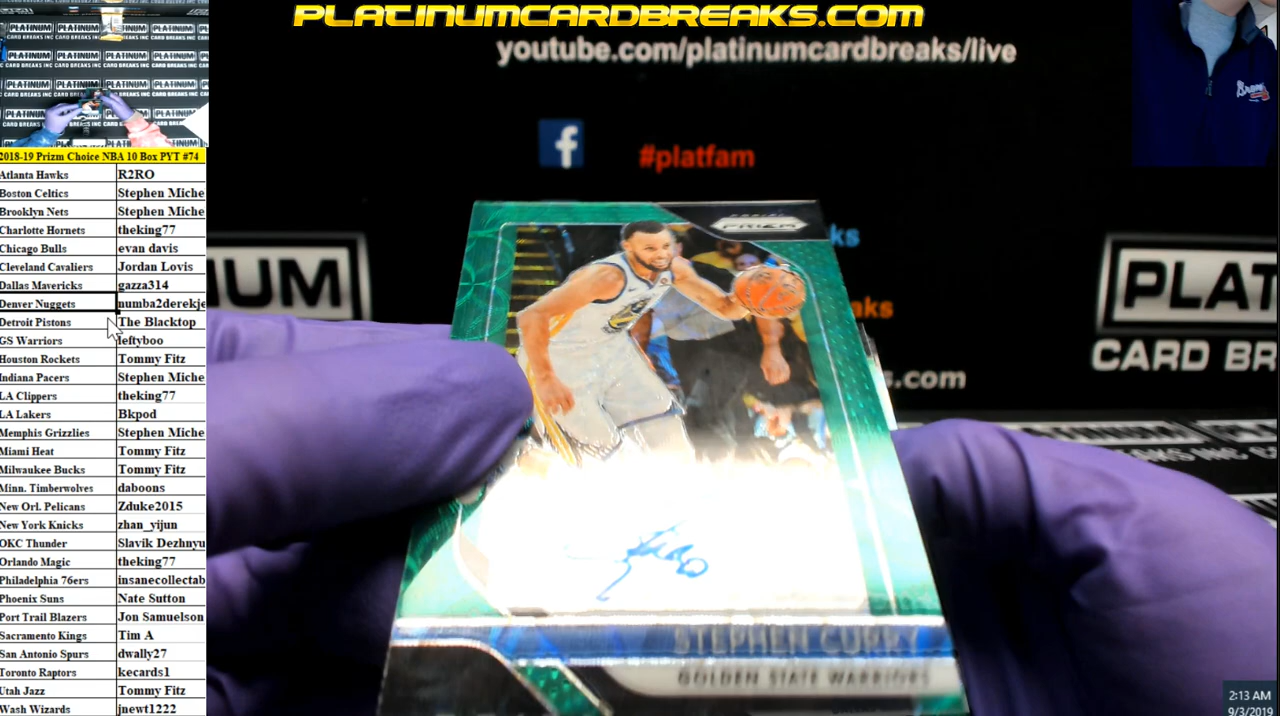 PLATINUMCARDBREAKS.COM
youtube.com/platinumcardbreaks/live
#platfam
2018-19 Prizm Choice NBA 10 Box PYT #74
Atlanta Hawks R2RO
Boston Celtics Stephen Miche
Brooklyn Nets Stephen Miche
Charlotte Hornets theking77
Chicago Bulls evan davis
Cleveland Cavaliers Jordan Lovis
Dallas Mavericks gazza314
Denver Nuggets numba2derekje
Detroit Pistons The Blacktop
GS Warriors leftyboo
Houston Rockets Tommy Fitz
Indiana Pacers Stephen Miche
LA Clippers theking77
LA Lakers Bkpod
Memphis Grizzlies Stephen Miche
Miami Heat Tommy Fitz
Milwaukee Bucks Tommy Fitz
Minn. Timberwolves daboons
New Orl. Pelicans Zduke2015
New York Knicks zhan_yijun
OKC Thunder Slavik Dezhnyu
Orlando Magic theking77
Philadelphia 76ers insanecollectab
Phoenix Suns Nate Sutton
Port Trail Blazers Jon Samuelson
Sacramento Kings Tim A
San Antonio Spurs dwally27
Toronto Raptors kecards1
Utah Jazz Tommy Fitz
Wash Wizards jnewt1222
PRIZM
STEPHEN CURRY
GOLDEN STATE WARRIORS
NUM
ks
aks
s.com
PLAT
CARD BR
2:13 AM
9/3/2019